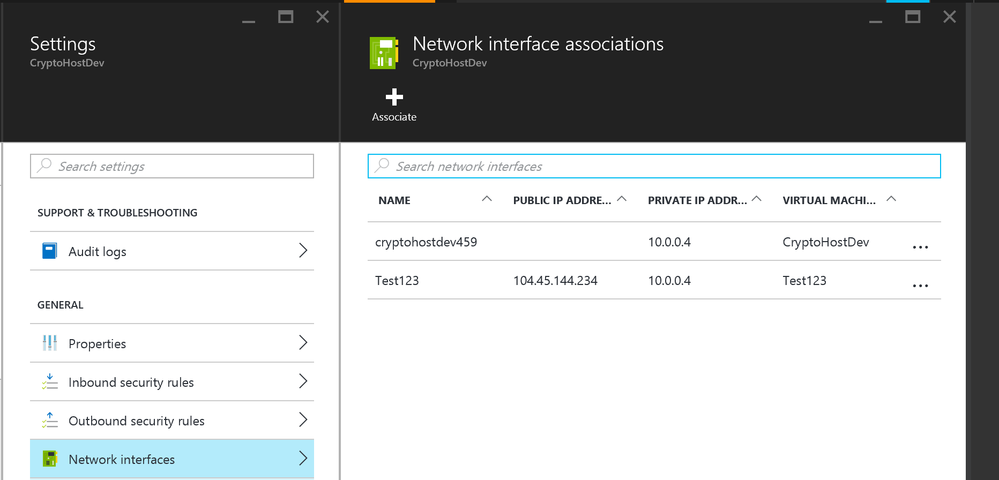 Settings
CryptoHostDev
Search settings
SUPPORT & TROUBLESHOOTING
Audit logs
GENERAL
Properties
Inbound security rules
Outbound security rules
Network interfaces
Network interface associations
CryptoHostDev
Associate
Search network interfaces
NAME PUBLIC IP ADDRE... PRIVATE IP ADDR... VIRTUAL MACHI...
cryptohostdev459 10.0.0.4 CryptoHostDev ...
Test123 104.45.144.234 10.0.0.4 Test123 ...